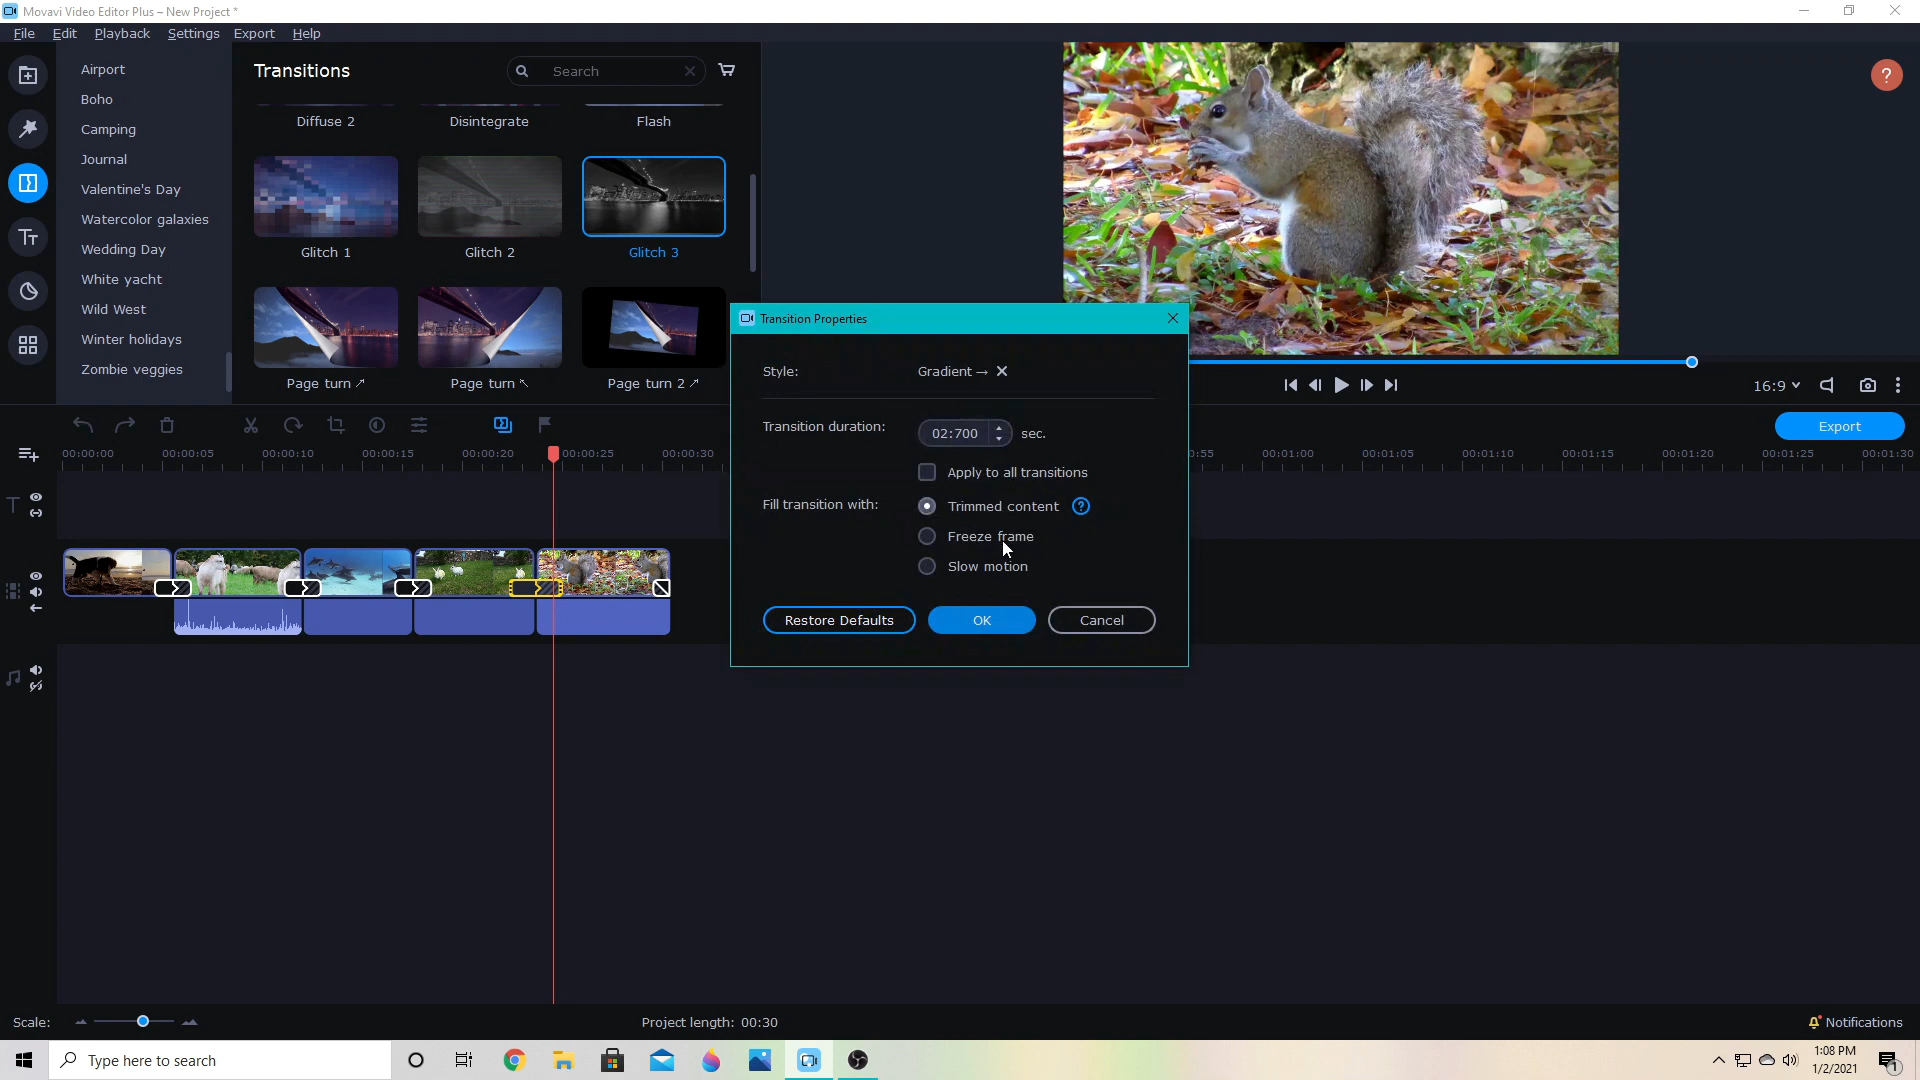 Movavi Video Editor Plus – New Project *
File Edit Playback Settings Export Help
Airport
Boho
Camping
Journal
Valentine's Day
Watercolor galaxies
Wedding Day
White yacht
Wild West
Winter holidays
Zombie veggies
Transitions
Search
Diffuse 2 Disintegrate Flash
Glitch 1 Glitch 2 Glitch 3
Page turn ↗ Page turn ↖ Page turn 2 ↗
?
16:9
Export
Transition Properties
Style: Gradient →
Transition duration: 02:700 sec.
Apply to all transitions
Fill transition with: Trimmed content ?
Freeze frame
Slow motion
Restore Defaults OK Cancel
00:00:00 00:00:05 00:00:10 00:00:15 00:00:20 00:00:25 00:00:30 :55 00:01:00 00:01:05 00:01:10 00:01:15 00:01:20 00:01:25 00:01:30
Scale: Project length: 00:30 Notifications
Type here to search
1:08 PM
1/2/2021
1